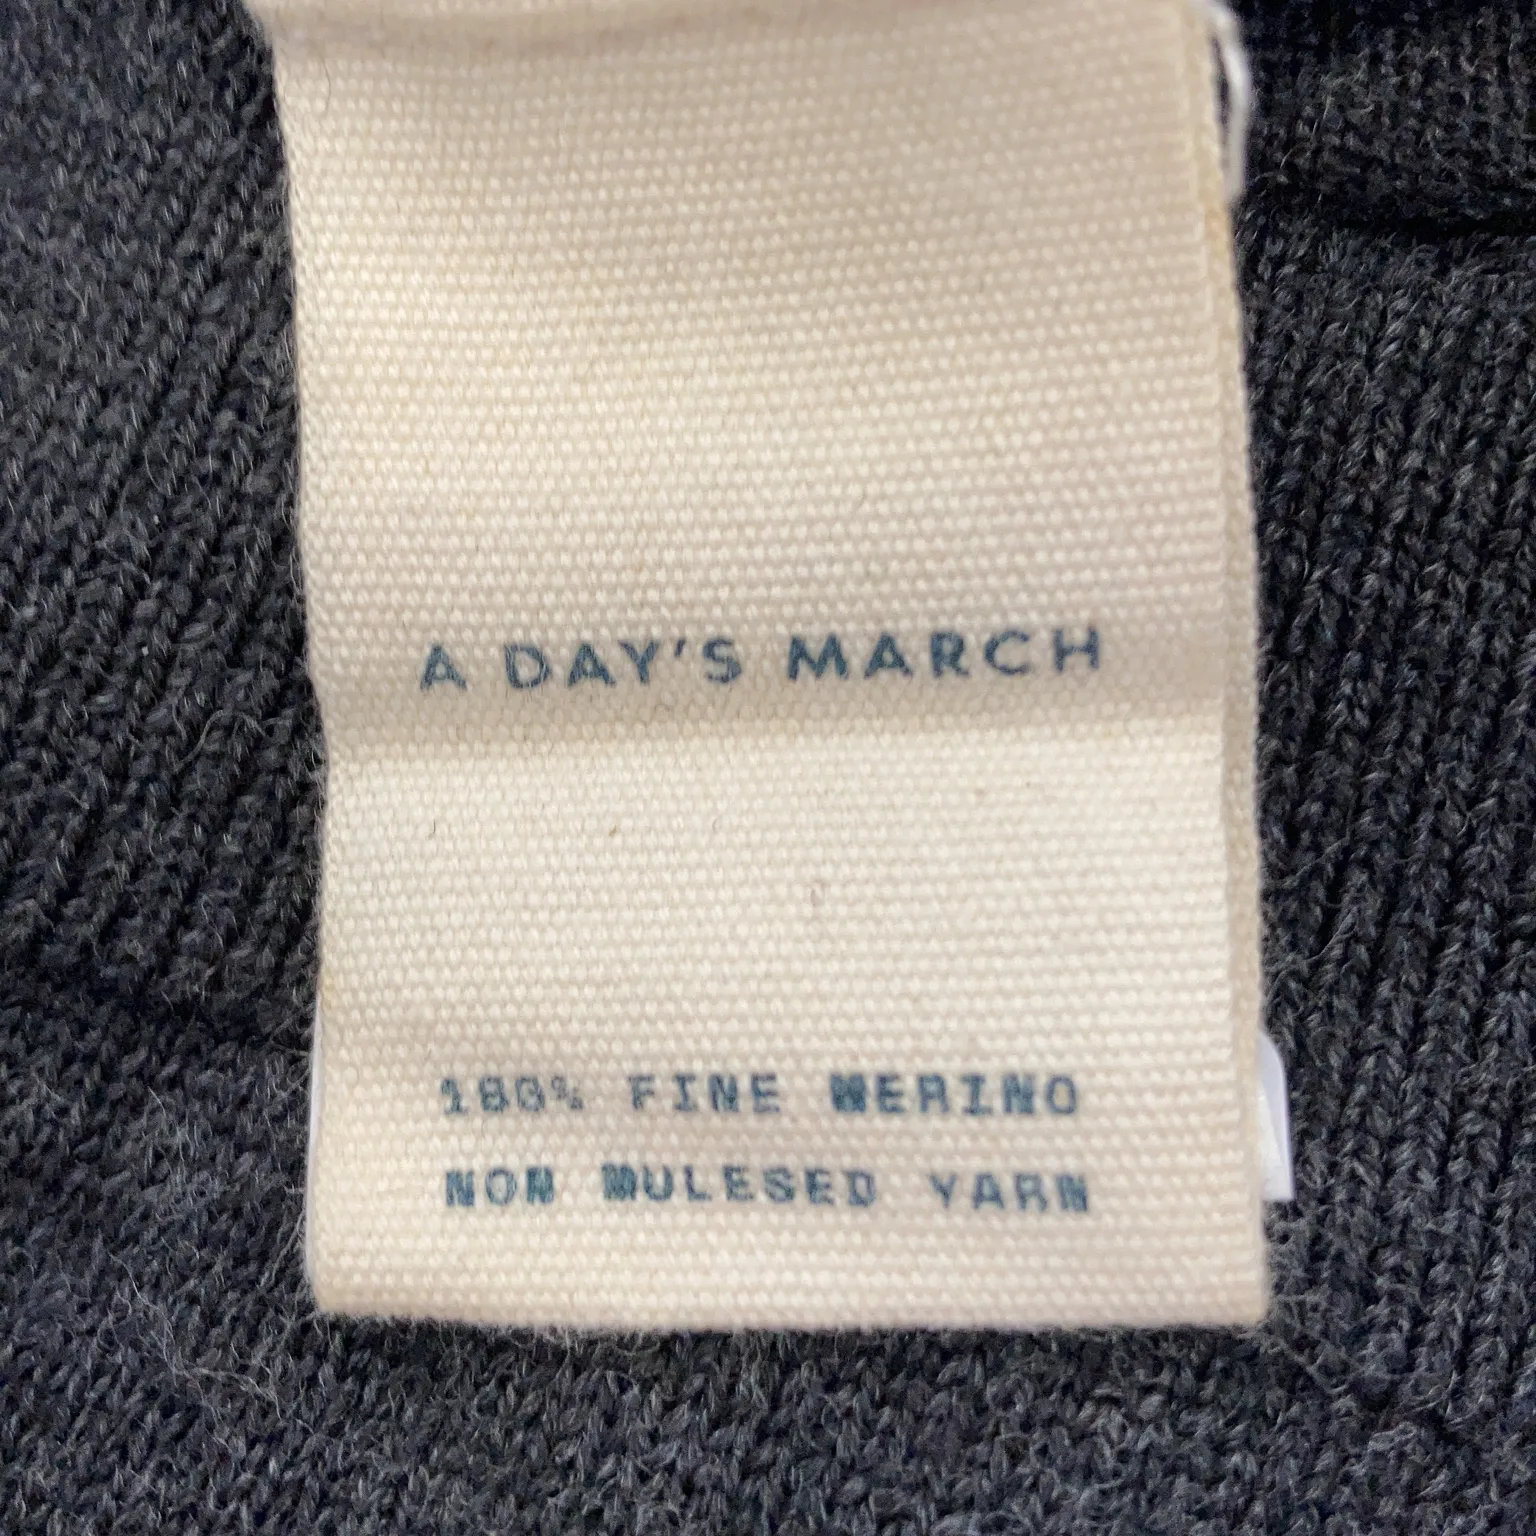 A DAY'S MARCH
100% FINE MERINO
NON MULESED YARN